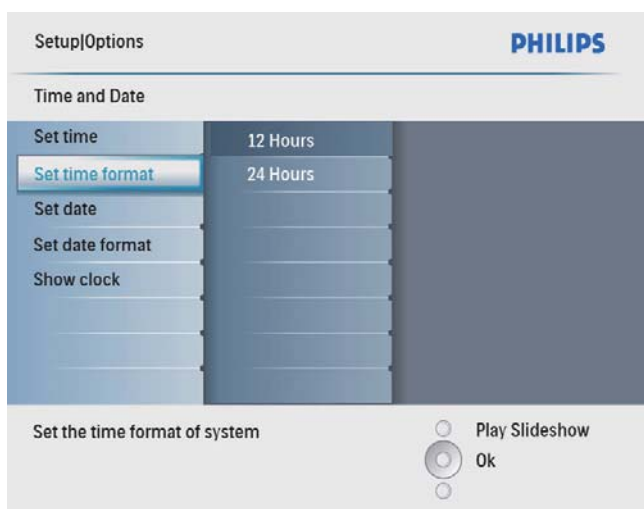 Setup|Options
PHILIPS
Time and Date
Set time
Set time format
Set date
Set date format
Show clock
12 Hours
24 Hours
Set the time format of system
Play Slideshow
Ok